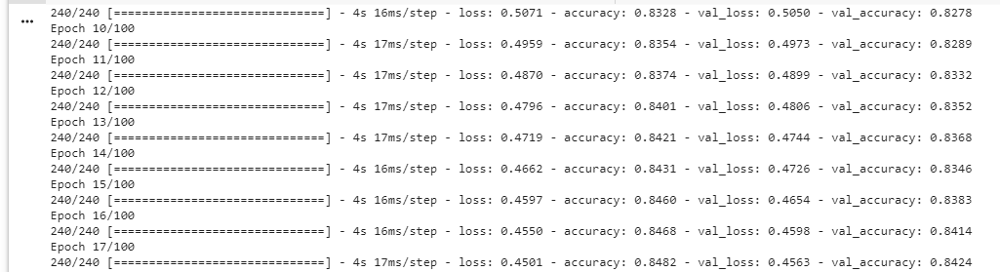 240/240 [==============================] - 4s 16ms/step - loss: 0.5071 - accuracy: 0.8328 - val_loss: 0.5050 - val_accuracy: 0.8278
Epoch 10/100
240/240 [==============================] - 4s 17ms/step - loss: 0.4959 - accuracy: 0.8354 - val_loss: 0.4973 - val_accuracy: 0.8289
Epoch 11/100
240/240 [==============================] - 4s 17ms/step - loss: 0.4870 - accuracy: 0.8374 - val_loss: 0.4899 - val_accuracy: 0.8332
Epoch 12/100
240/240 [==============================] - 4s 17ms/step - loss: 0.4796 - accuracy: 0.8401 - val_loss: 0.4806 - val_accuracy: 0.8352
Epoch 13/100
240/240 [==============================] - 4s 17ms/step - loss: 0.4719 - accuracy: 0.8421 - val_loss: 0.4744 - val_accuracy: 0.8368
Epoch 14/100
240/240 [==============================] - 4s 16ms/step - loss: 0.4662 - accuracy: 0.8431 - val_loss: 0.4726 - val_accuracy: 0.8346
Epoch 15/100
240/240 [==============================] - 4s 16ms/step - loss: 0.4597 - accuracy: 0.8460 - val_loss: 0.4654 - val_accuracy: 0.8383
Epoch 16/100
240/240 [==============================] - 4s 16ms/step - loss: 0.4550 - accuracy: 0.8468 - val_loss: 0.4598 - val_accuracy: 0.8414
Epoch 17/100
240/240 [==============================] - 4s 17ms/step - loss: 0.4501 - accuracy: 0.8482 - val_loss: 0.4563 - val_accuracy: 0.8424